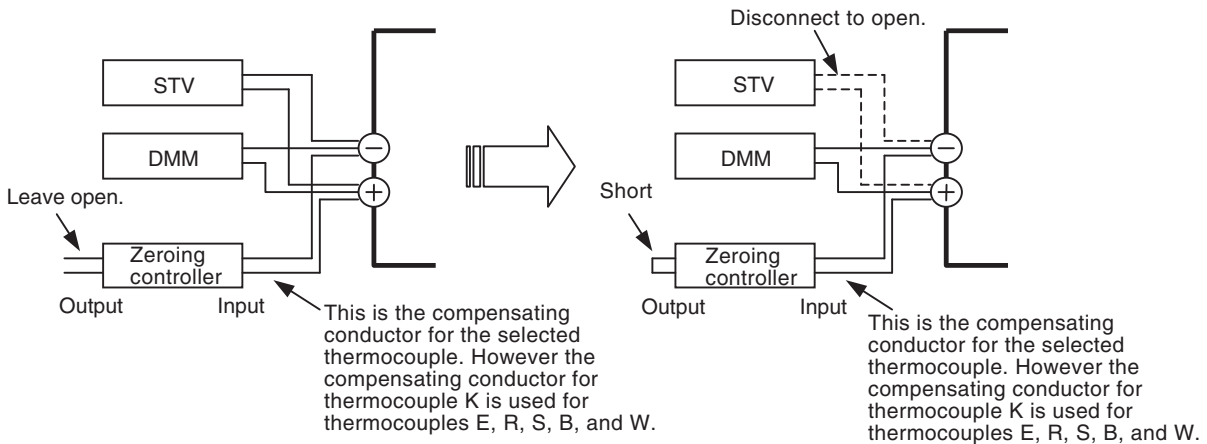 STV
DMM
−
+
Leave open.
Zeroing
controller
Output
Input
This is the compensating
conductor for the selected
thermocouple. However the
compensating conductor for
thermocouple K is used for
thermocouples E, R, S, B, and W.
Disconnect to open.
STV
DMM
−
+
Short
Zeroing
controller
Output
Input
This is the compensating
conductor for the selected
thermocouple. However the
compensating conductor for
thermocouple K is used for
thermocouples E, R, S, B, and W.